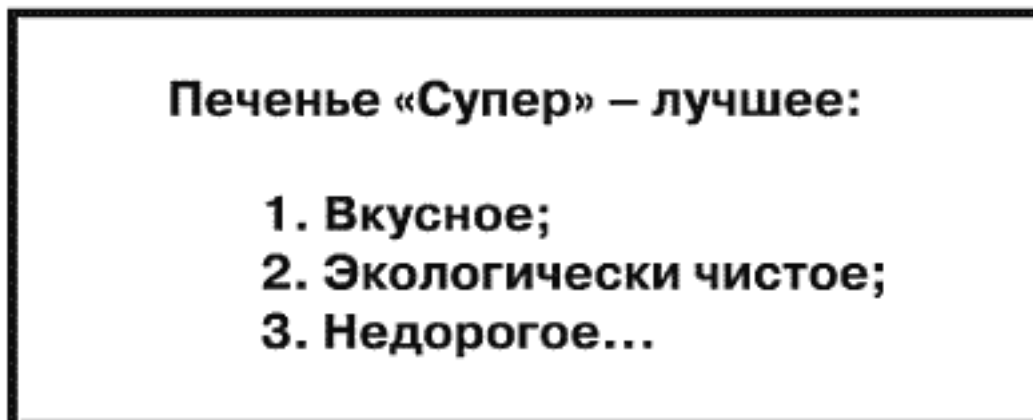 Печенье «Супер» – лучшее:
1. Вкусное;
2. Экологически чистое;
3. Недорогое...